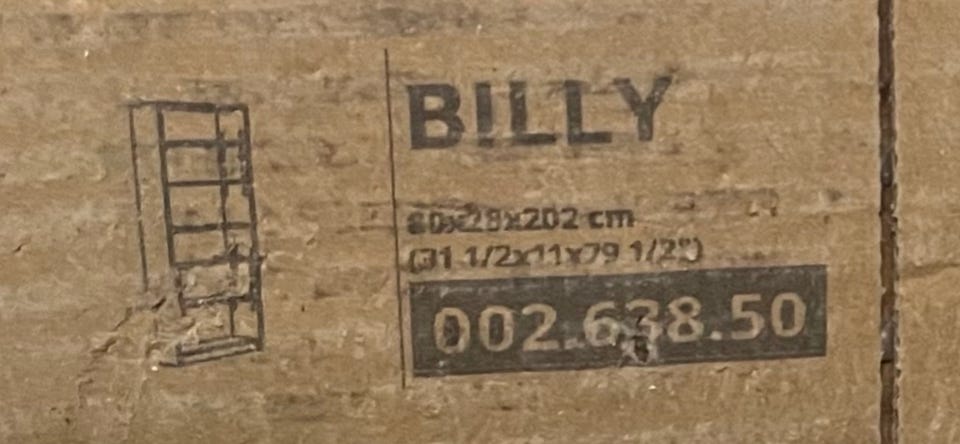 BILLY
80x28x202 cm
(31 1/2x11x79 1/2")
002.638.50